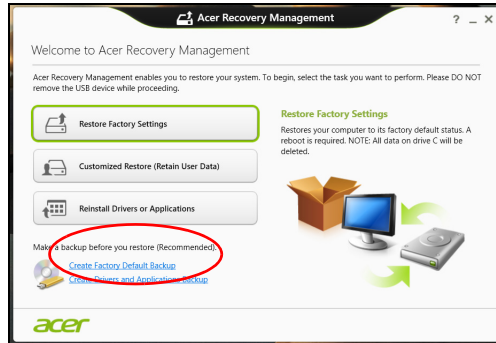 Acer Recovery Management
Welcome to Acer Recovery Management
Acer Recovery Management enables you to restore your system. To begin, select the task you want to perform. Please DO NOT
remove the USB device while proceeding.
Restore Factory Settings
Customized Restore (Retain User Data)
Reinstall Drivers or Applications
Restore Factory Settings
Restores your computer to its factory default status. A
reboot is required. NOTE: All data on drive C will be
deleted.
Make a backup before you restore (Recommended).
Create Factory Default Backup
Create Drivers and Applications Backup
acer